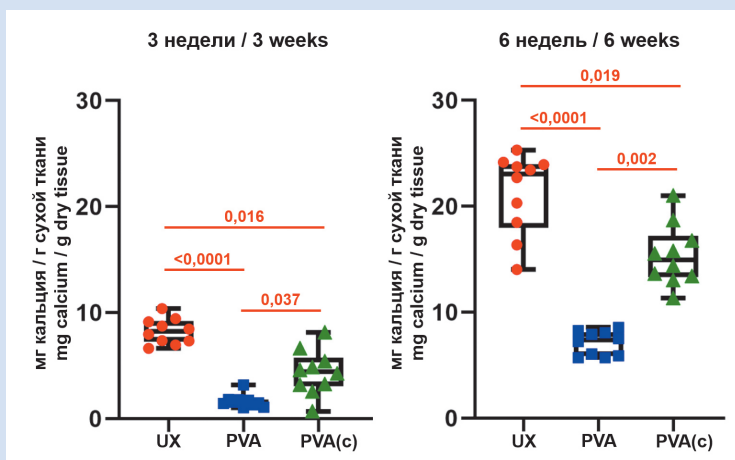 3 недели / 3 weeks
мг кальция / г сухой ткани
mg calcium / g dry tissue
30
20
10
0
0,016
<0,0001
0,037
UX PVA PVA(c)
6 недель / 6 weeks
мг кальция / г сухой ткани
mg calcium / g dry tissue
30
20
10
0
0,019
<0,0001
0,002
UX PVA PVA(c)